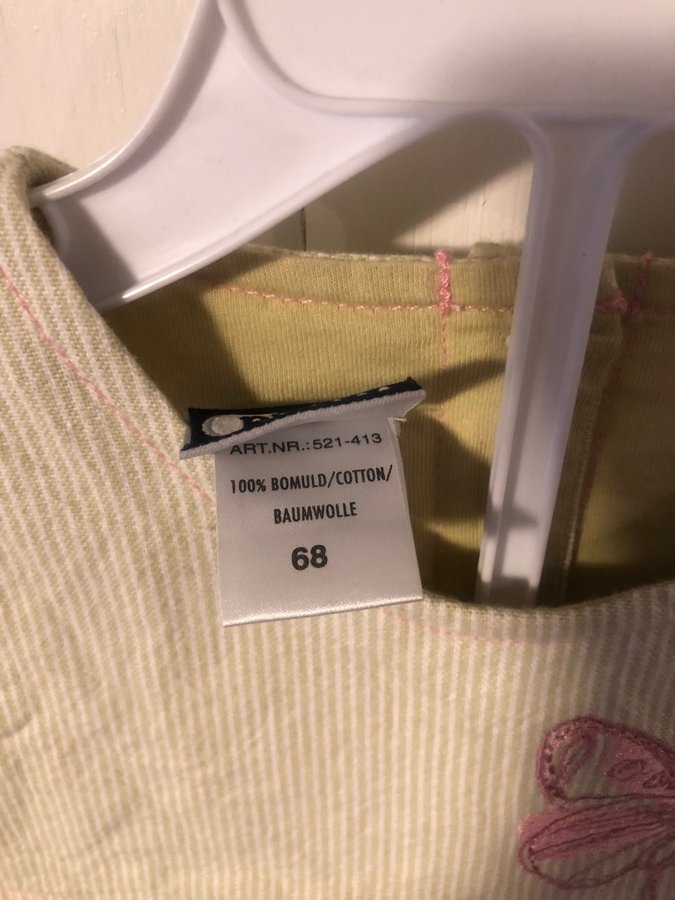 ART.NR.:521-413
100% BOMULD/COTTON/
BAUMWOLLE
68